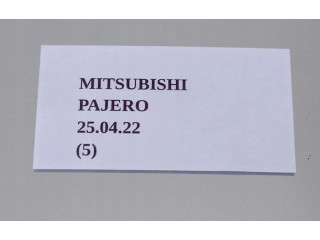 MITSUBISHI
PAJERO
25.04.22
(5)